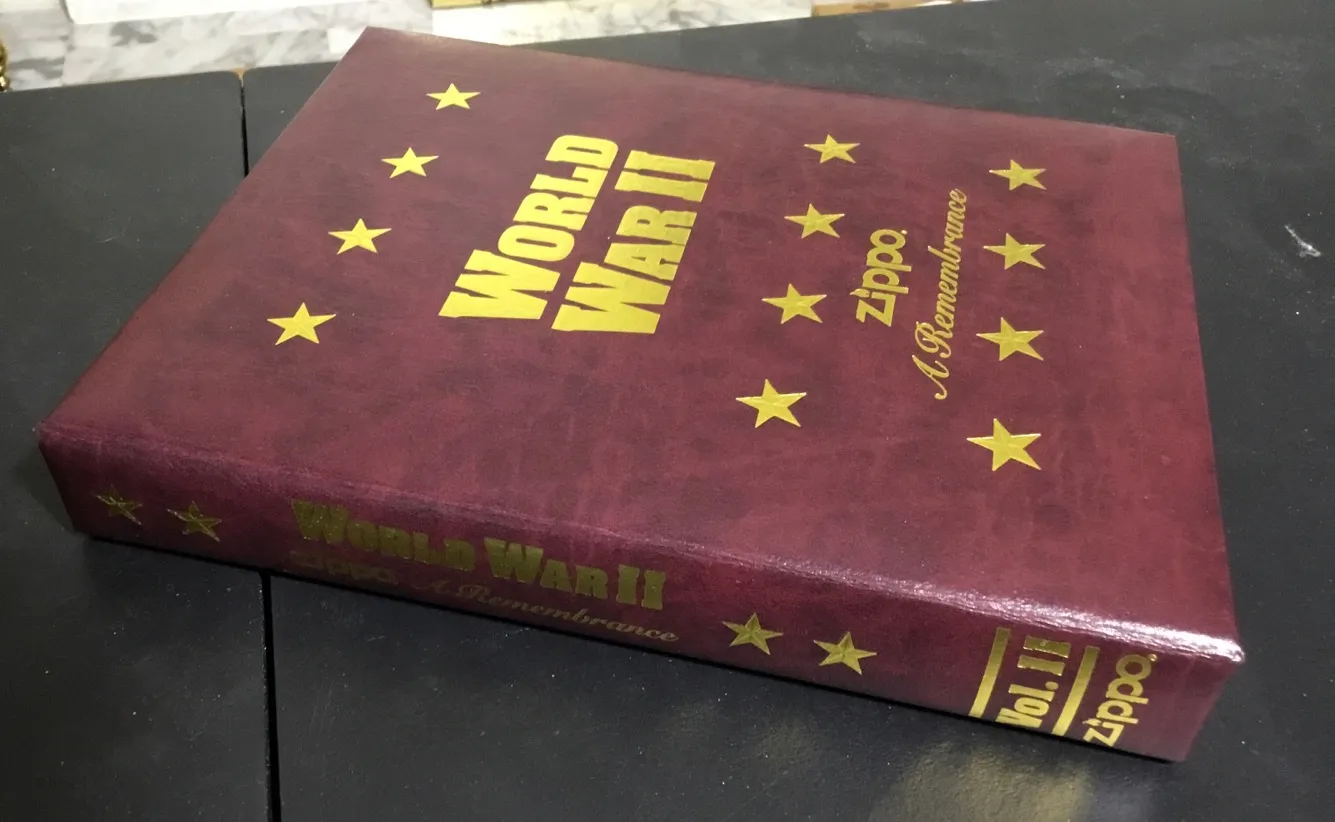 WORLD
WAR II
zippo®
A Remembrance
WORLD WAR II
zippo® A Remembrance
Vol. II
zippo®